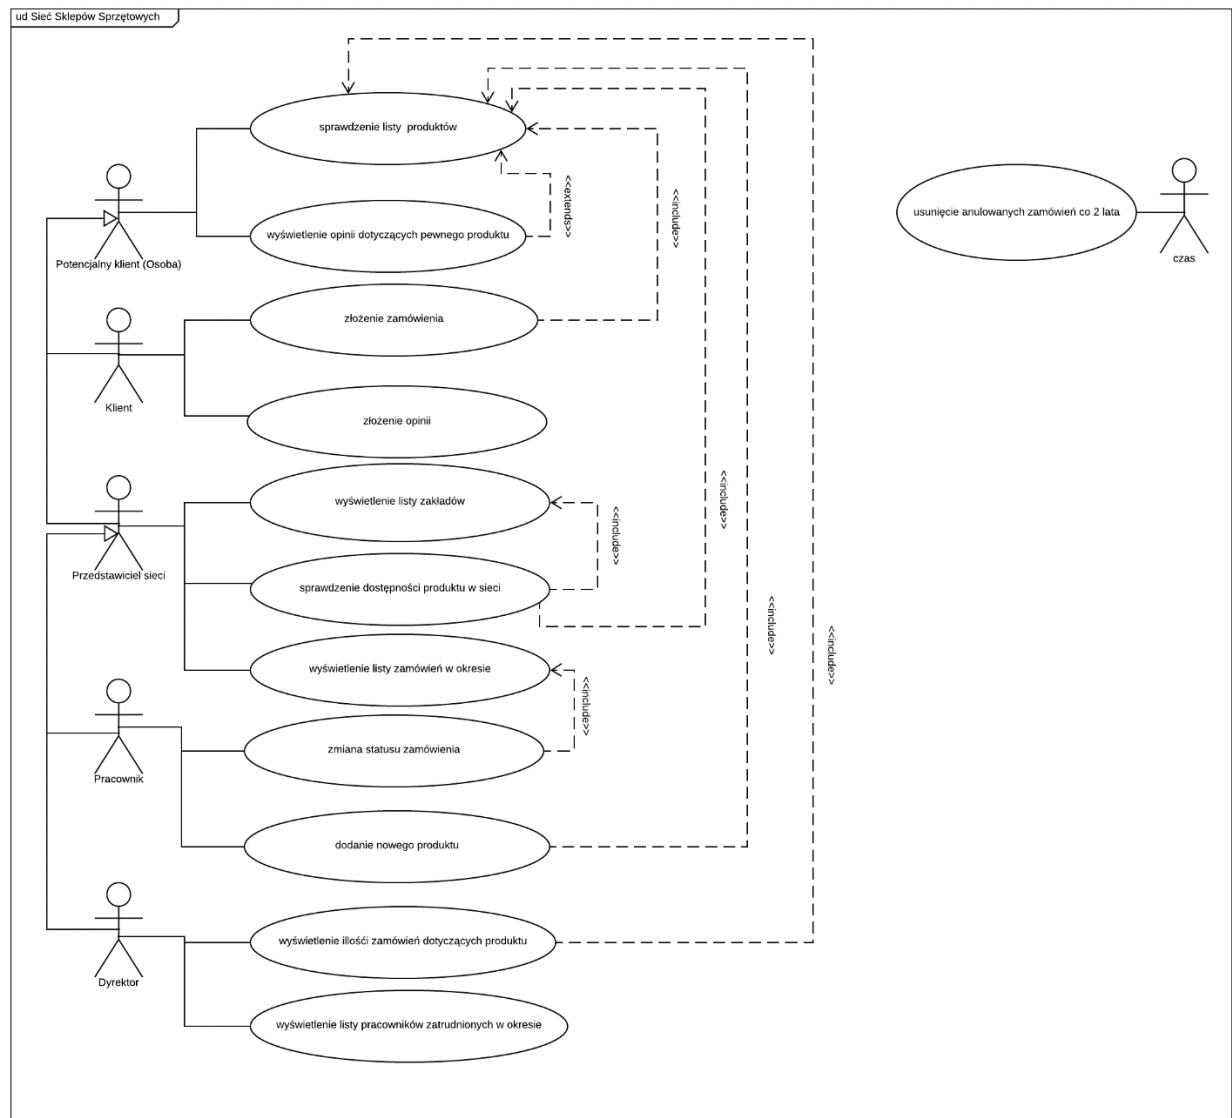 ud Sieć Sklepów Sprzętowych
sprawdzenie listy produktów
<<extends>>
<<include>>
wyświetlenie opinii dotyczących pewnego produktu
usunięcie anulowanych zamówień co 2 lata
Potencjalny klient (Osoba)
czas
złożenie zamówienia
Klient
złożenie opinii
wyświetlenie listy zakładów
<<include>>
<<include>>
Przedstawiciel sieci
sprawdzenie dostępności produktu w sieci
<<include>>
<<include>>
wyświetlenie listy zamówień w okresie
<<include>>
zmiana statusu zamówienia
Pracownik
dodanie nowego produktu
wyświetlenie illośći zamówień dotyczących produktu
Dyrektor
wyświetlenie listy pracowników zatrudnionych w okresie